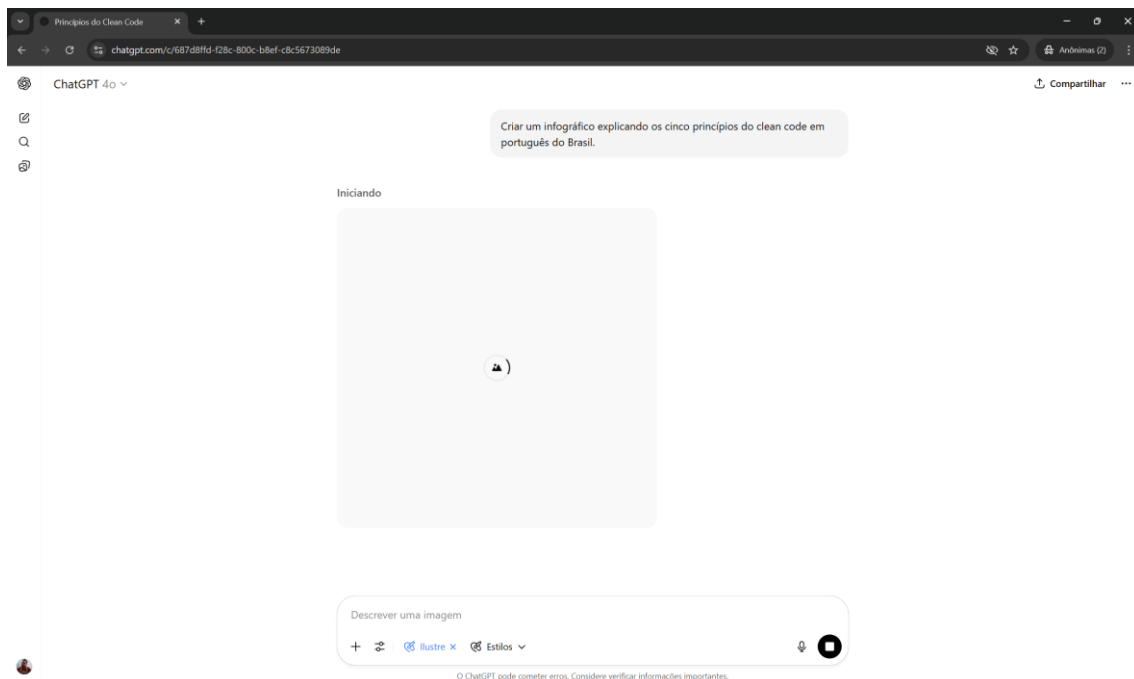 Princípios do Clean Code
chatgpt.com/c/687d8ffd-f28c-800c-b8ef-c8c5673089de
Anônimas (2)
ChatGPT 4o
Compartilhar
Criar um infográfico explicando os cinco princípios do clean code em
português do Brasil.
Iniciando
Descrever uma imagem
Ilustre
Estilos
O ChatGPT pode cometer erros. Considere verificar informações importantes.